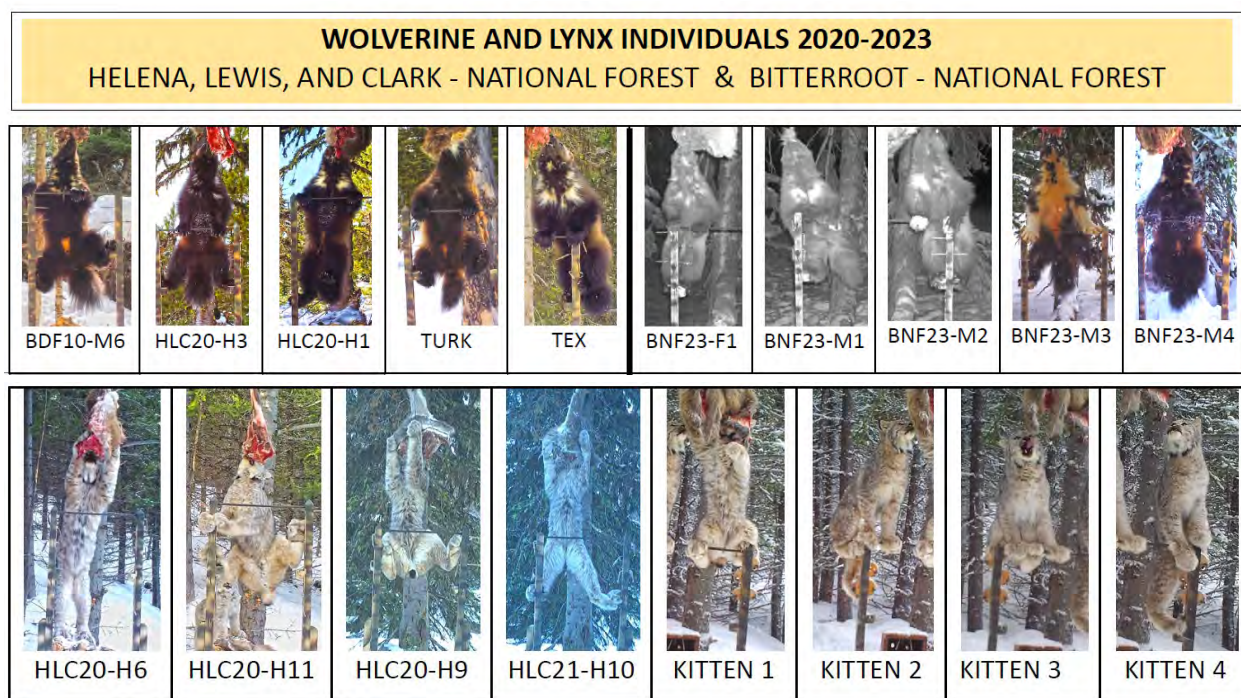 WOLVERINE AND LYNX INDIVIDUALS 2020-2023
HELENA, LEWIS, AND CLARK - NATIONAL FOREST & BITTERROOT - NATIONAL FOREST
BDF10-M6
HLC20-H3
HLC20-H1
TURK
TEX
BNF23-F1
BNF23-M1
BNF23-M2
BNF23-M3
BNF23-M4
HLC20-H6
HLC20-H11
HLC20-H9
HLC21-H10
KITTEN 1
KITTEN 2
KITTEN 3
KITTEN 4